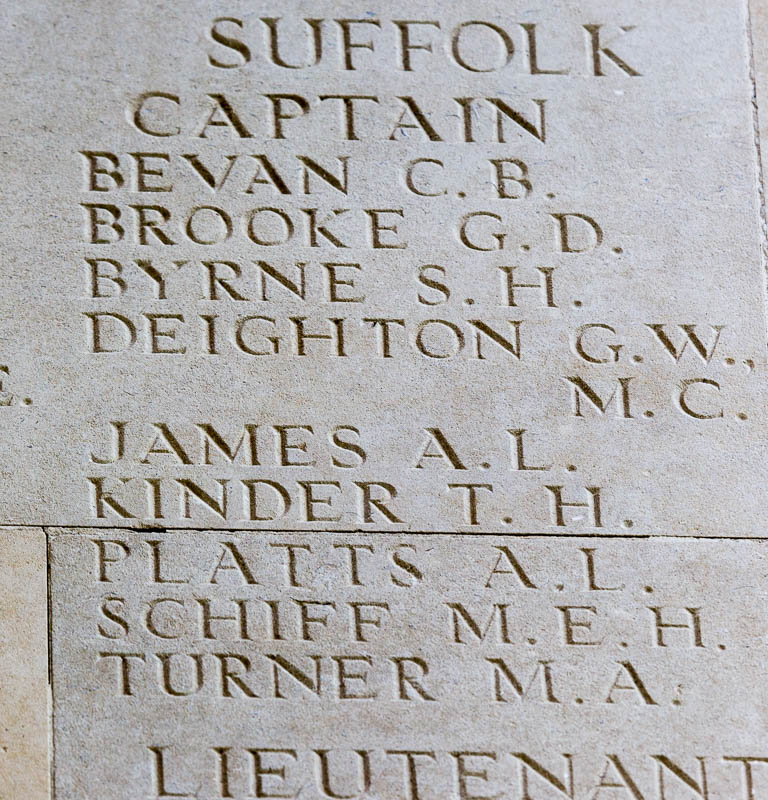 SUFFOLK
CAPTAIN
BEVAN C. B.
BROOKE G. D.
BYRNE S. H.
DEIGHTON G. W.,
E.
M. C.
JAMES A. L.
KINDER T. H.
PLATTS A. L.
SCHIFF M. E. H.
TURNER M. A.
LIEUTENANT